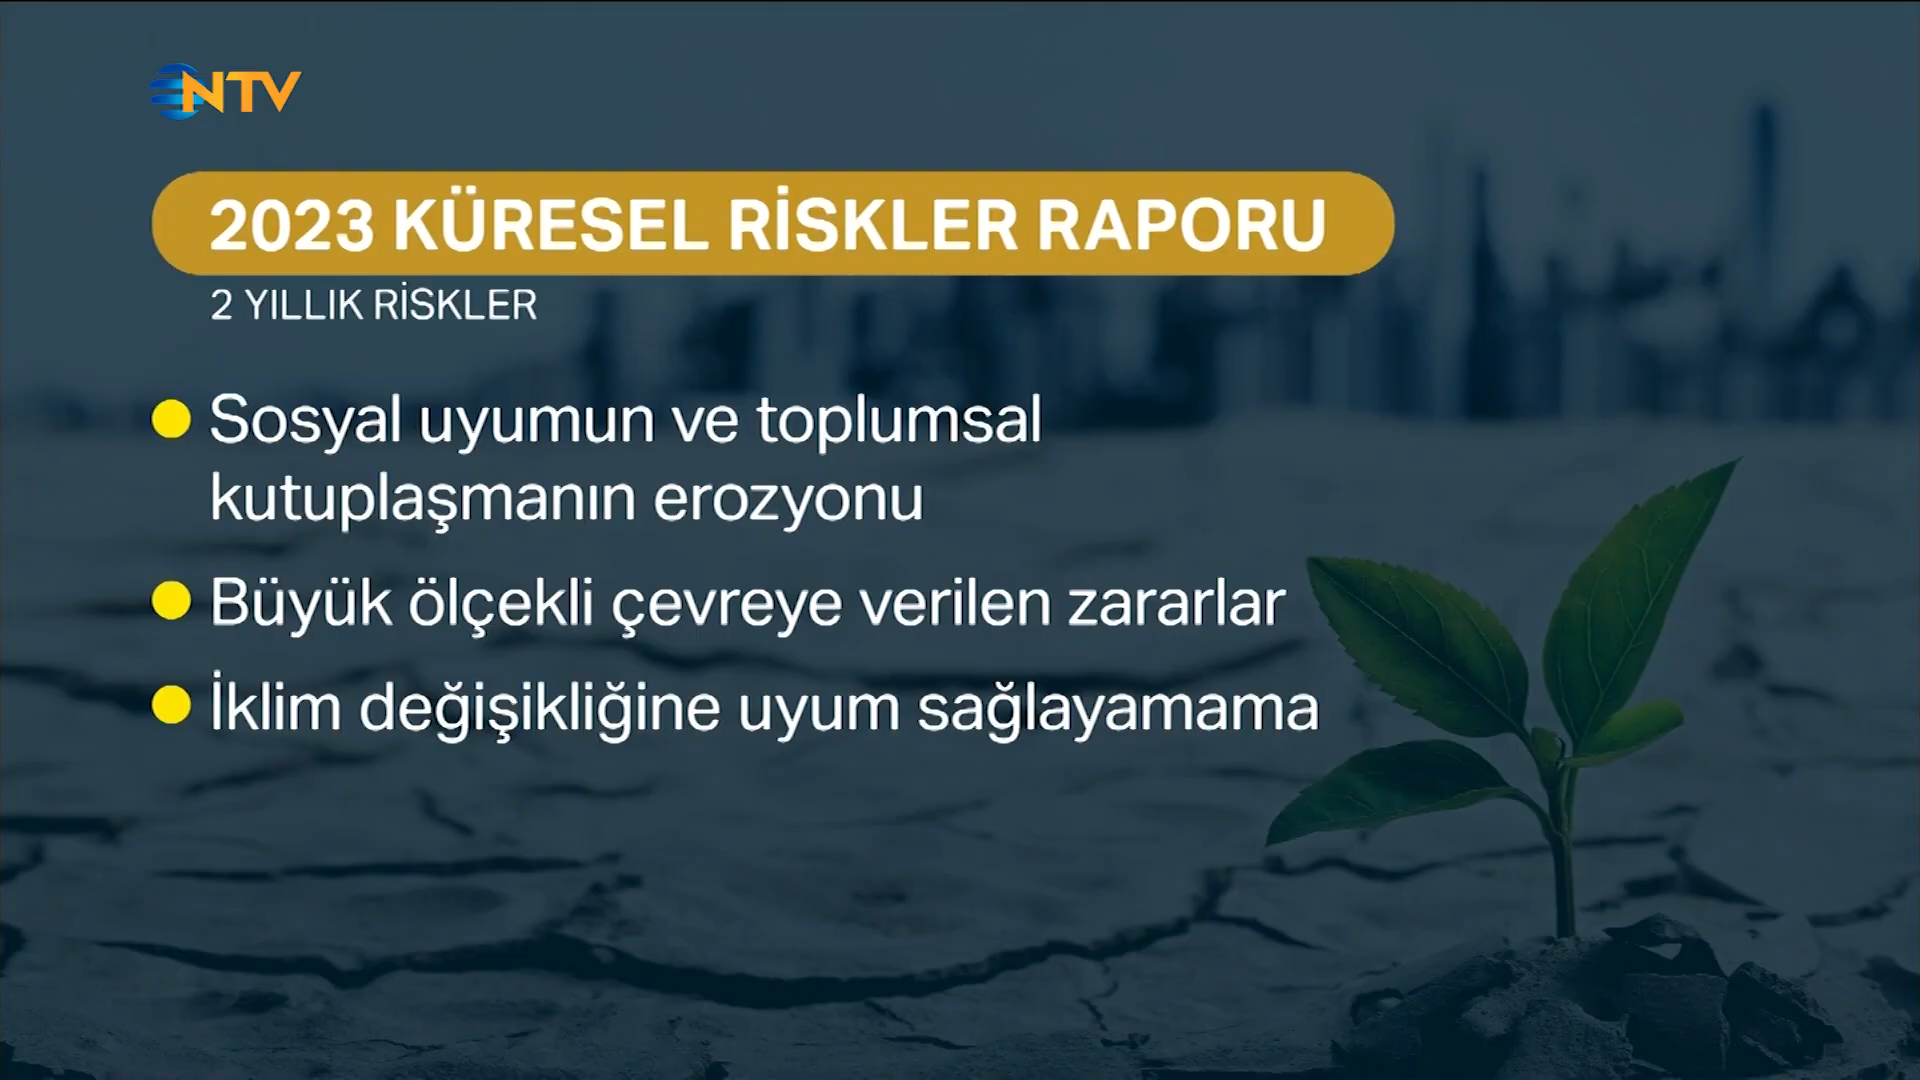 NTV
2023 KÜRESEL RİSKLER RAPORU
2 YILLIK RİSKLER
Sosyal uyumun ve toplumsal
kutuplaşmanın erozyonu
Büyük ölçekli çevreye verilen zararlar
İklim değişikliğine uyum sağlayamama